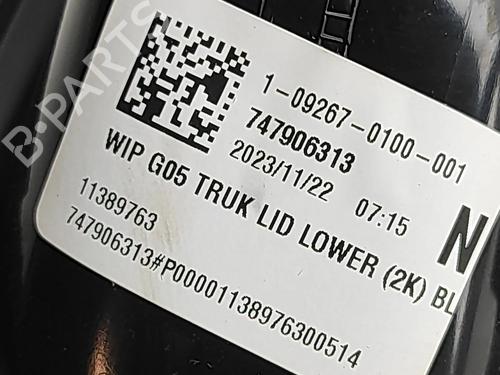 1-09267-0100-001
747906313
2023/11/22 07:15
WIP G05 TRUK LID LOWER (2K) BL
N
11389763
747906313#P00001138976300514
B-PARTS